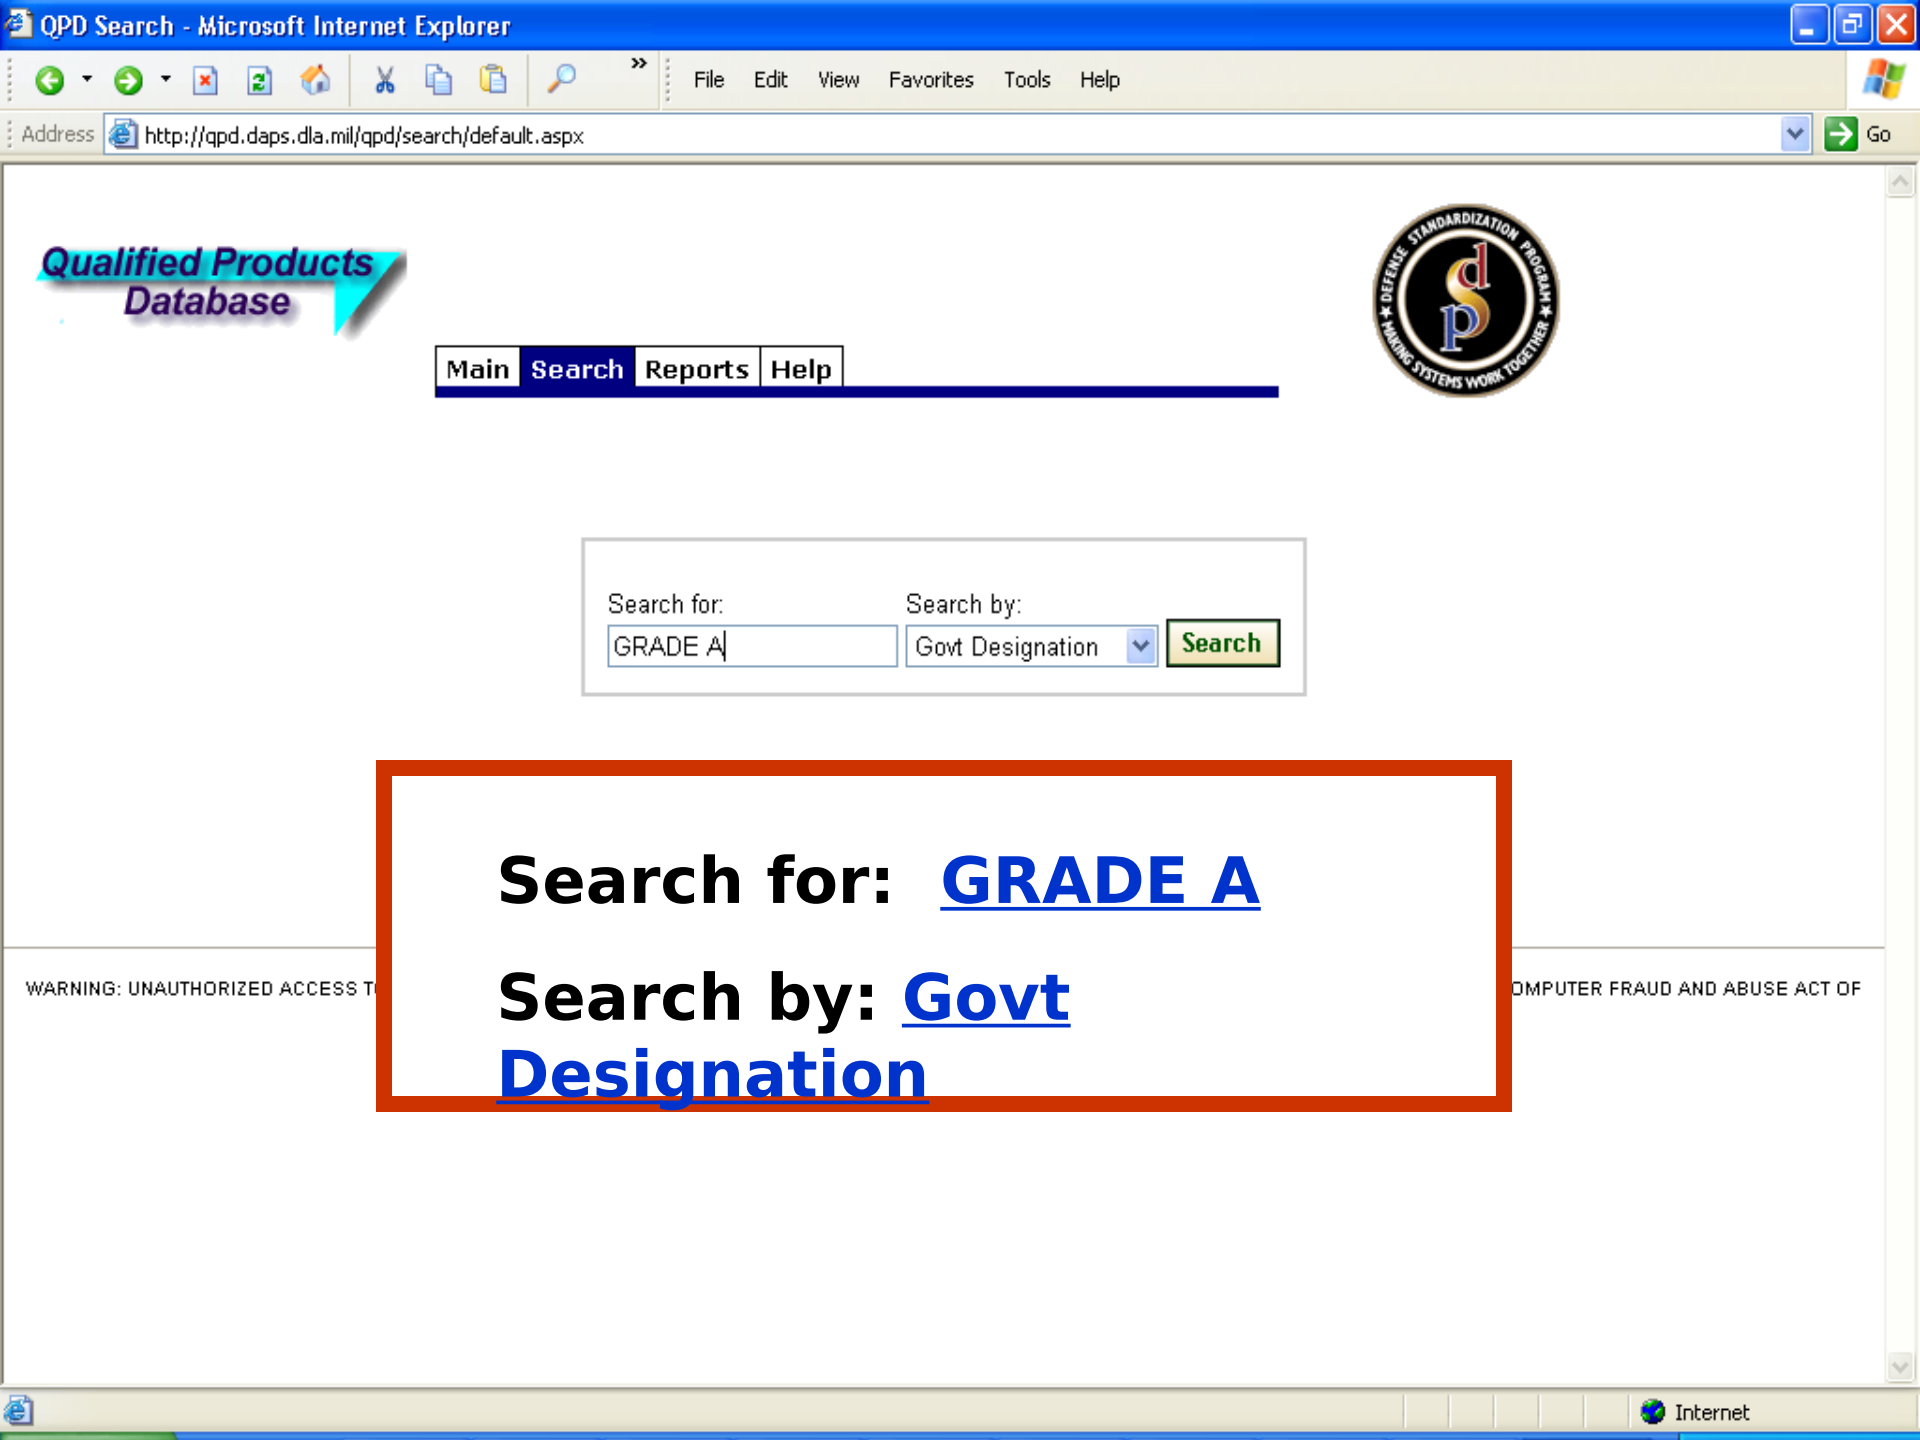 QPD Search - Microsoft Internet Explorer
» File Edit View Favorites Tools Help
Address http://qpd.daps.dla.mil/qpd/search/default.aspx Go
Qualified Products
Database
DEFENSE STANDARDIZATION PROGRAM
dsp
MAKING SYSTEMS WORK TOGETHER
Main Search Reports Help
Search for: Search by:
GRADE A Govt Designation Search
Search for: GRADE A
Search by: Govt
Designation
WARNING: UNAUTHORIZED ACCESS OMPUTER FRAUD AND ABUSE ACT OF
Internet